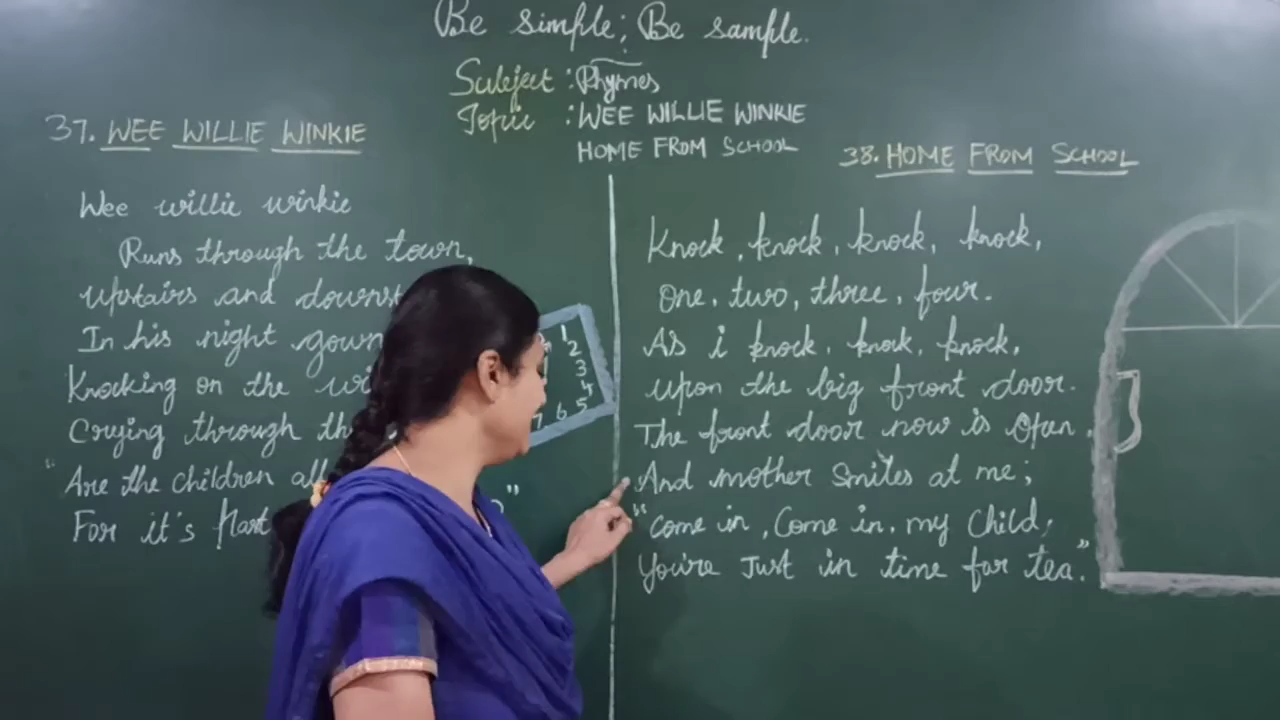 Be simple; Be sample.
Subject : Rhymes
Topic : WEE WILLIE WINKIE
HOME FROM SCHOOL
37. WEE WILLIE WINKIE
Wee willie winkie
Runs through the town,
upstairs and downst
In his night gown
Knocking on the wi
Crying through th
"Are the children all
For it's Past "
1
2
3
4
5
6
7
38. HOME FROM SCHOOL
Knock, knock, knock, knock,
One, two, three, four.
As i knock, knock, knock,
upon the big front door.
The front door now is Open,
And mother smiles at me;
"come in, Come in, my Child,
You're Just in time for tea."